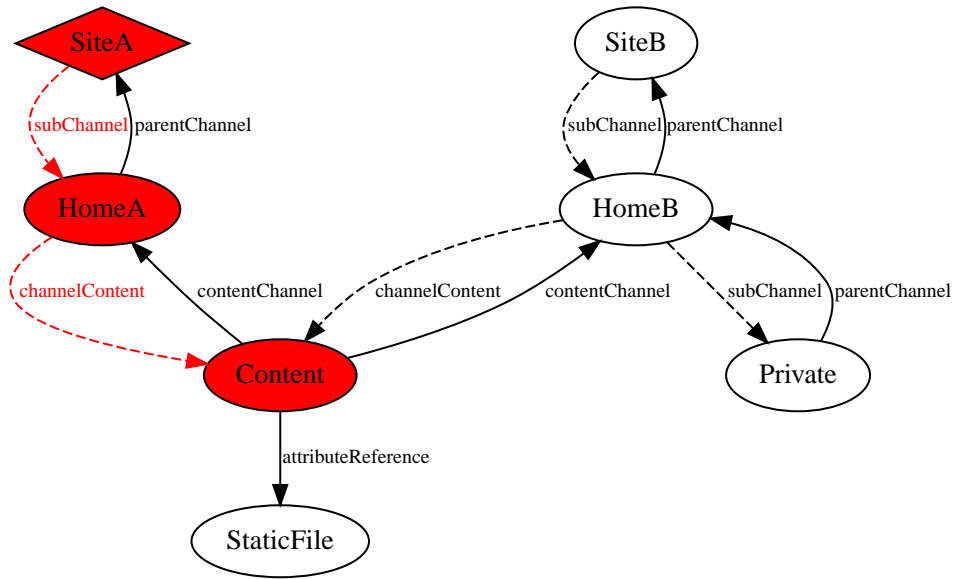 SiteA
SiteB
subChannel
parentChannel
subChannel
parentChannel
HomeA
HomeB
channelContent
contentChannel
channelContent
contentChannel
subChannel
parentChannel
Content
Private
attributeReference
StaticFile